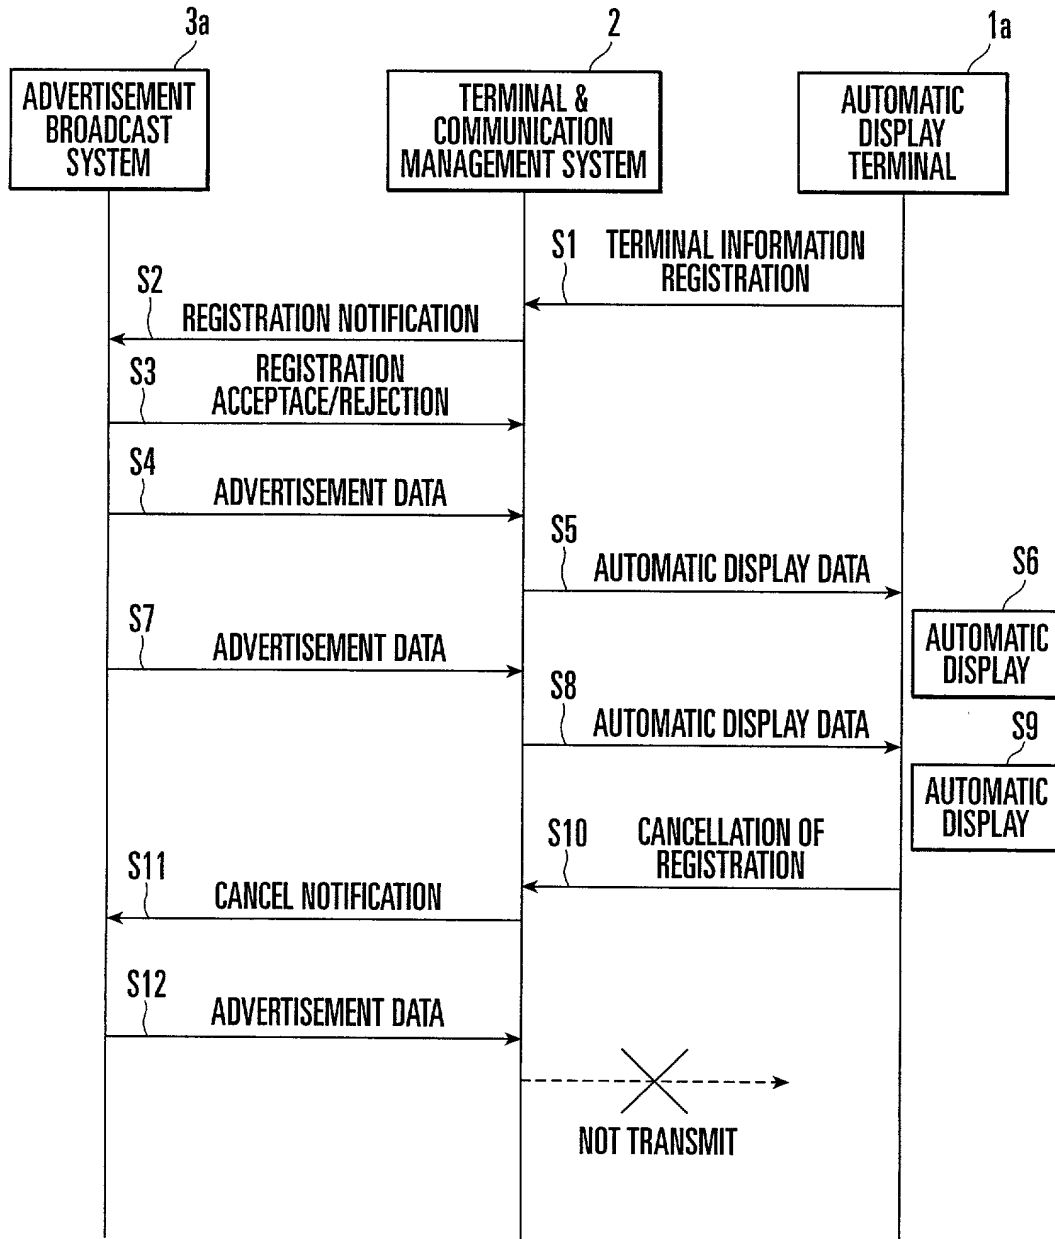 3a
2
1a
ADVERTISEMENT
BROADCAST
SYSTEM
TERMINAL &
COMMUNICATION
MANAGEMENT SYSTEM
AUTOMATIC
DISPLAY
TERMINAL
S1
TERMINAL INFORMATION
REGISTRATION
S2
REGISTRATION NOTIFICATION
S3
REGISTRATION
ACCEPTACE/REJECTION
S4
ADVERTISEMENT DATA
S5
AUTOMATIC DISPLAY DATA
S6
AUTOMATIC
DISPLAY
S7
ADVERTISEMENT DATA
S8
AUTOMATIC DISPLAY DATA
S9
AUTOMATIC
DISPLAY
S10
CANCELLATION OF
REGISTRATION
S11
CANCEL NOTIFICATION
S12
ADVERTISEMENT DATA
NOT TRANSMIT